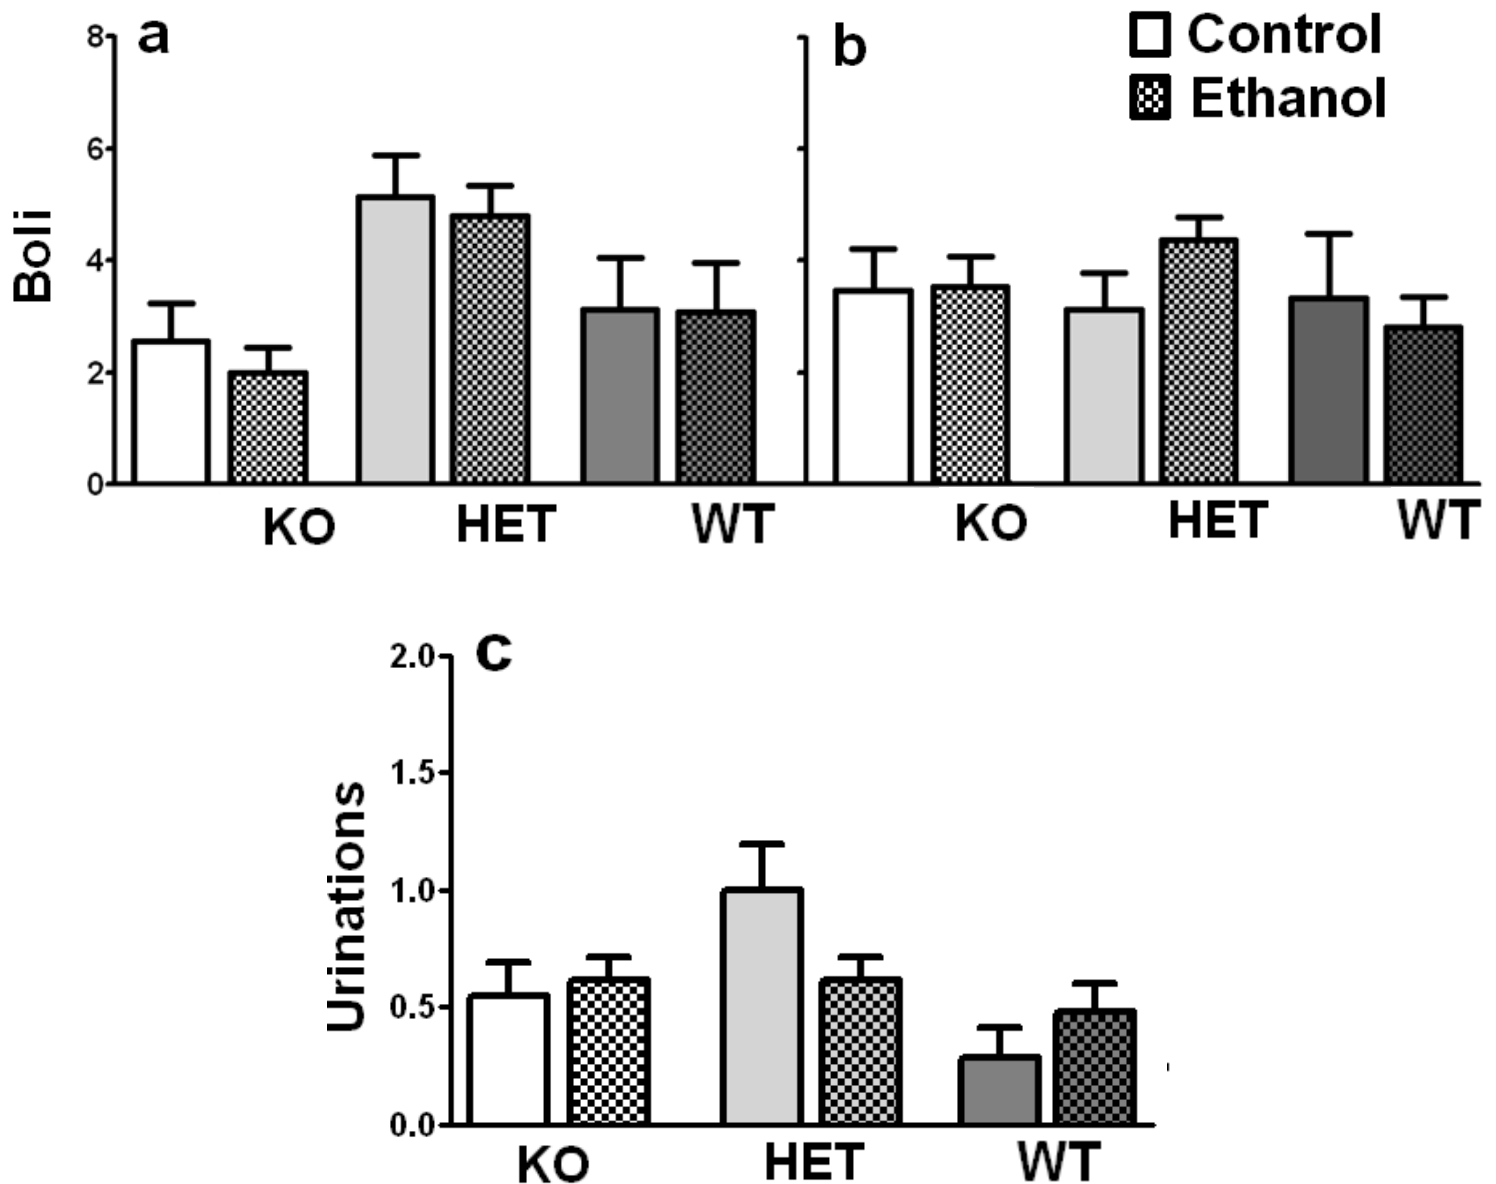 a
b
Control
Ethanol
8
6
4
2
0
Boli
KO HET WT KO HET WT
c
2.0
1.5
1.0
0.5
0.0
Urinations
KO HET WT